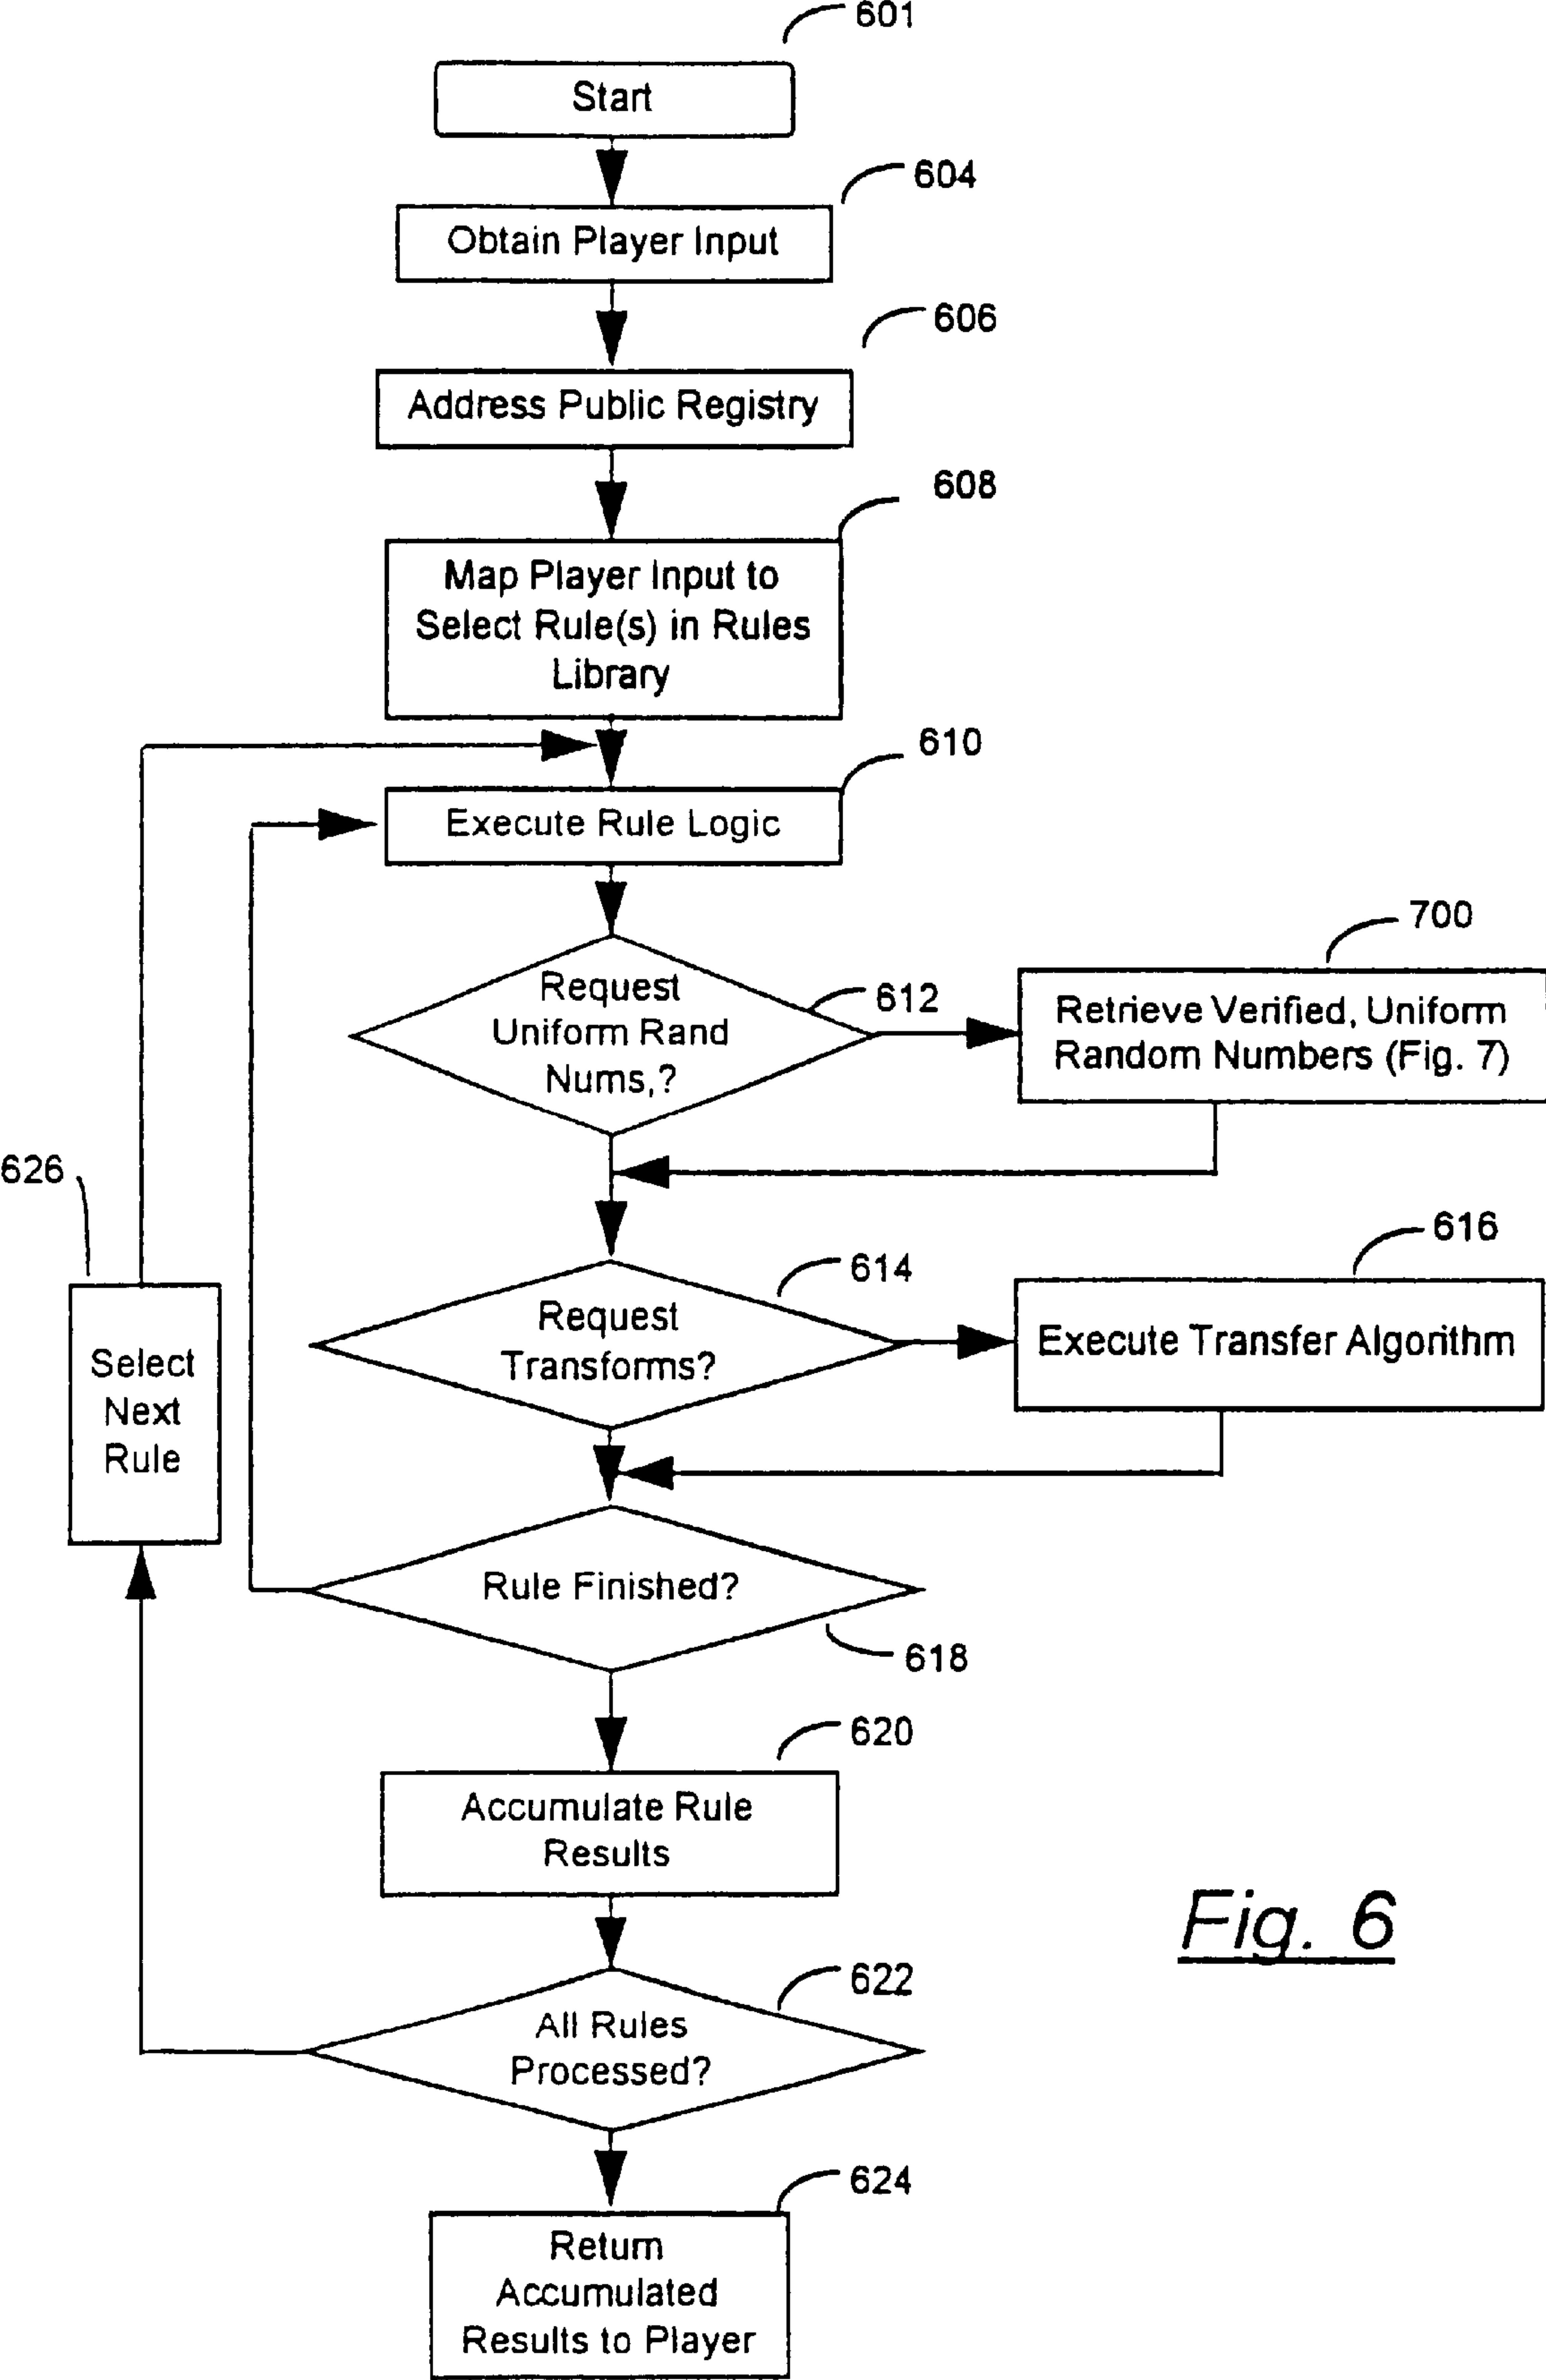 601
Start
604
Obtain Player Input
606
Address Public Registry
608
Map Player Input to
Select Rule(s) in Rules
Library
610
Execute Rule Logic
700
Request
Uniform Rand
Nums,?
612
Retrieve Verified, Uniform
Random Numbers (Fig. 7)
626
616
614
Request
Transforms?
Execute Transfer Algorithm
Select
Next
Rule
Rule Finished?
618
620
Accumulate Rule
Results
Fig. 6
622
All Rules
Processed?
624
Return
Accumulated
Results to Player